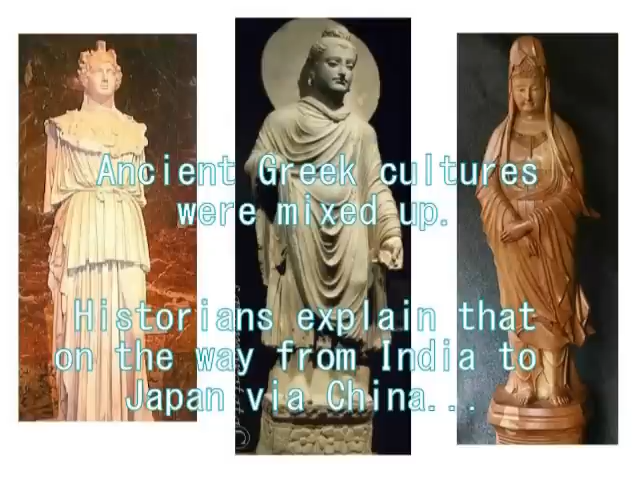 Ancient Greek cultures
were mixed up.
Historians explain that
on the way from India to
Japan via China...